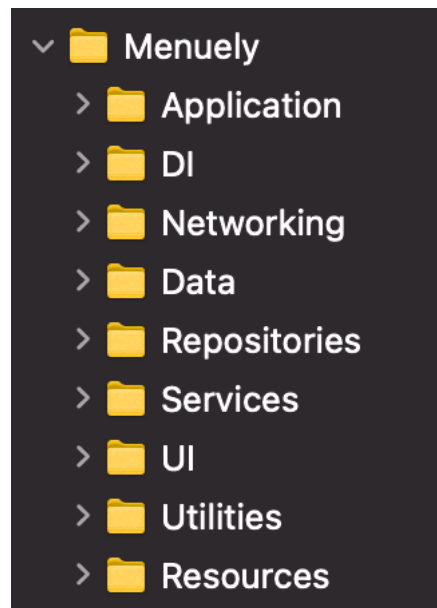 Menuely
Application
DI
Networking
Data
Repositories
Services
UI
Utilities
Resources